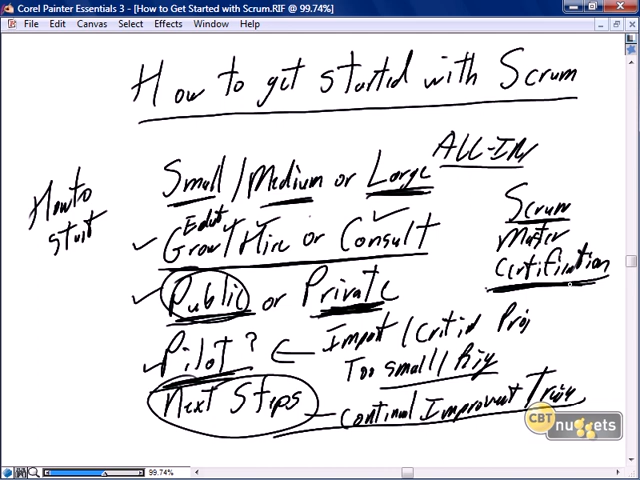 Corel Painter Essentials 3 - [How to Get Started with Scrum.RIF @ 99.74%]
File Edit Select Effects Movie Window Help
How to get started with Scrum
ALL-IN
Small / Medium or Large
How to
start
Grow / Hire or Consult
Scrum
Master
Certification
Public or Private
Pilot?
Import / Critical Proj
Too small / Big
Next Steps
Continual Improvement
CBT nuggets
99.74%